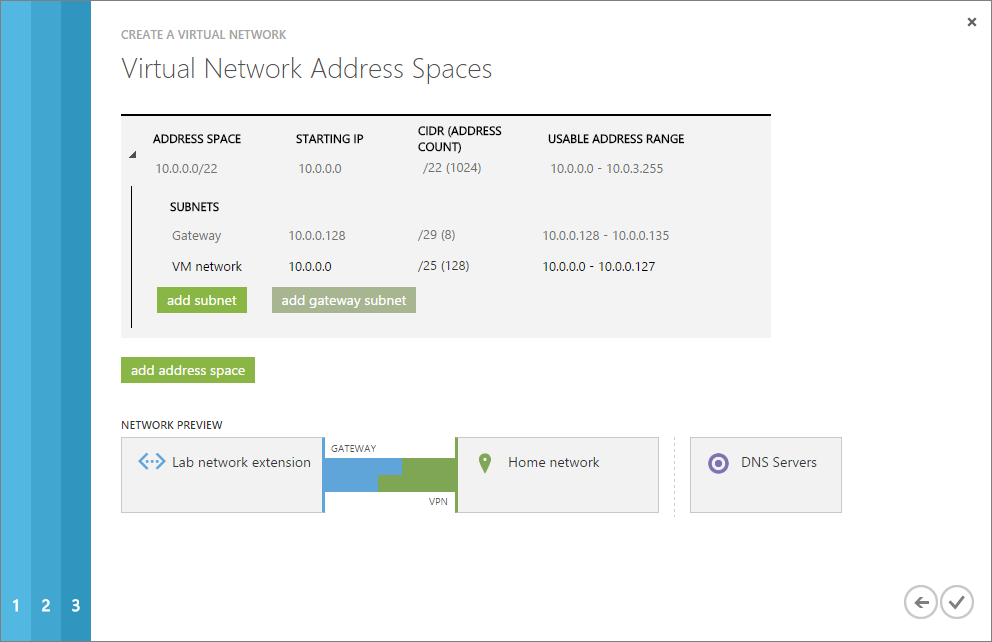 CREATE A VIRTUAL NETWORK
Virtual Network Address Spaces
ADDRESS SPACE STARTING IP CIDR (ADDRESS COUNT) USABLE ADDRESS RANGE
10.0.0.0/22 10.0.0.0 /22 (1024) 10.0.0.0 - 10.0.3.255
SUBNETS
Gateway 10.0.0.128 /29 (8) 10.0.0.128 - 10.0.0.135
VM network 10.0.0.0 /25 (128) 10.0.0.0 - 10.0.0.127
add subnet add gateway subnet
add address space
NETWORK PREVIEW
Lab network extension
GATEWAY
VPN
Home network
DNS Servers
1 2 3